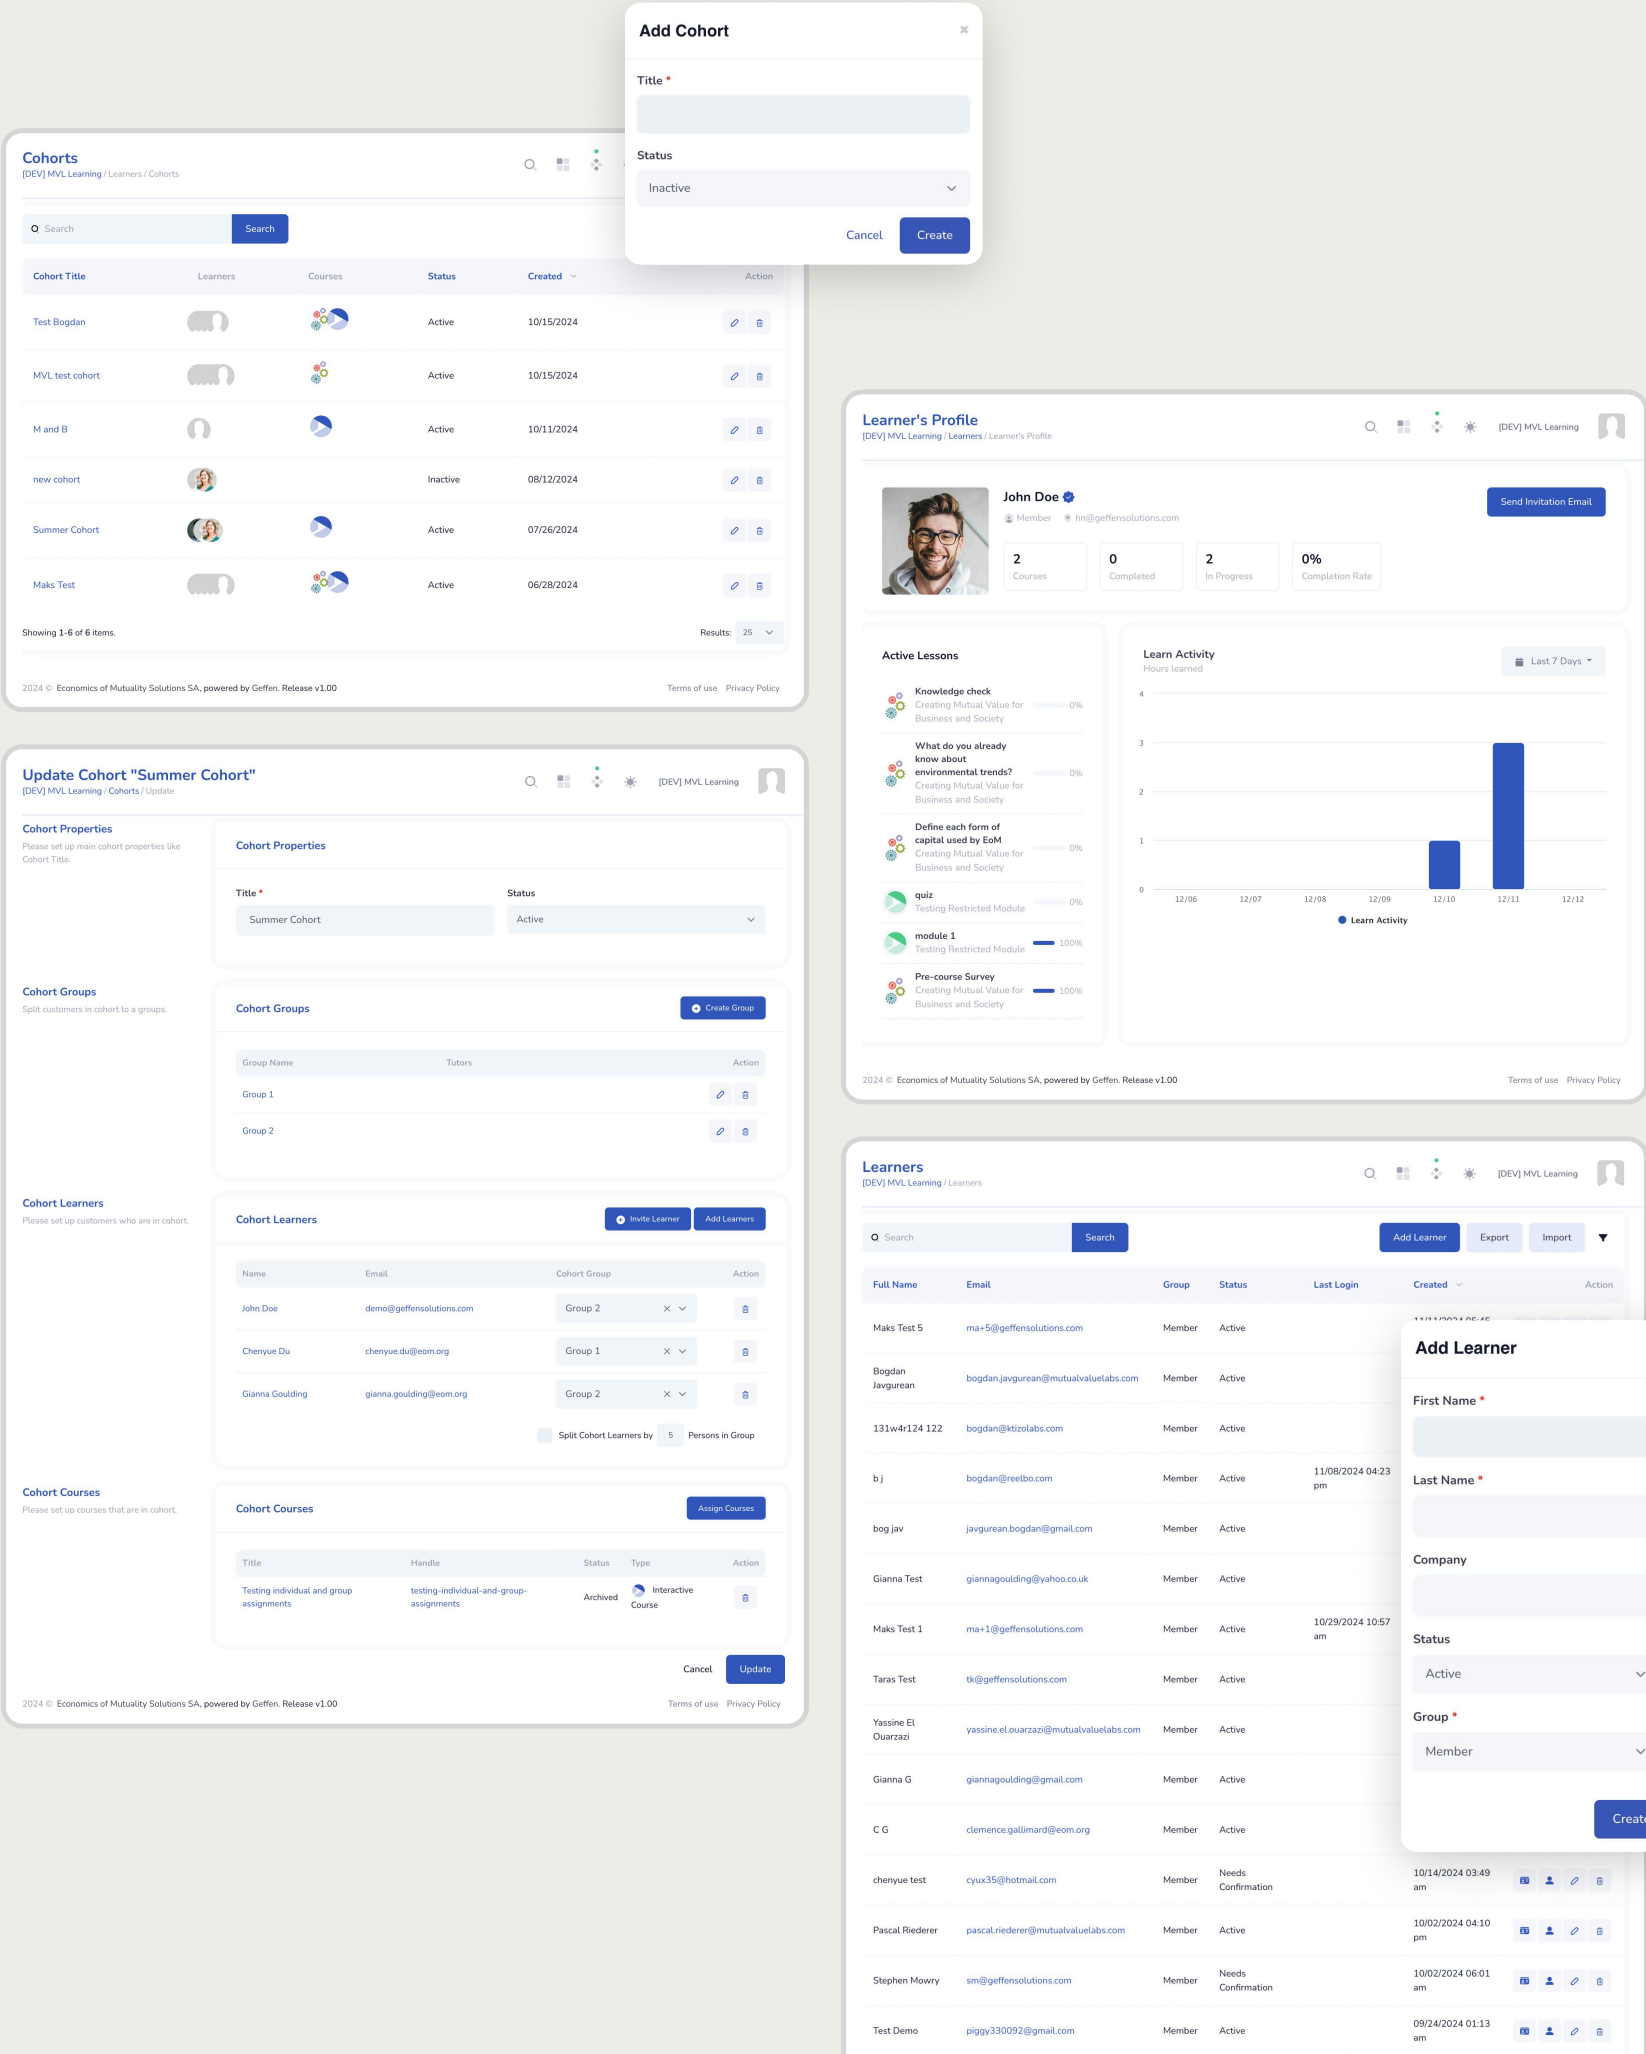 Add Cohort
Title *
Status
Inactive
Cancel Create
Cohorts
[DEV] MVL Learning / Learners / Cohorts
Search Search
Cohort Title Learners Courses Status Created Action
Test Bogdan Active 10/15/2024
MVL test cohort Active 10/15/2024
M and B Active 10/11/2024
new cohort Inactive 08/12/2024
Summer Cohort Active 07/26/2024
Maks Test Active 06/28/2024
Showing 1-6 of 6 items.
Results: 25
2024 © Economics of Mutuality Solutions SA, powered by Geffen. Release v1.00
Terms of use Privacy Policy
Update Cohort "Summer Cohort"
[DEV] MVL Learning / Cohorts / Update
[DEV] MVL Learning
Cohort Properties
Please set up main cohort properties like
Cohort Title.
Cohort Properties
Title * Status
Summer Cohort Active
Cohort Groups
Split customers in cohort to a groups.
Cohort Groups
Create Group
Group Name Tutors Action
Group 1
Group 2
Cohort Learners
Please set up customers who are in cohort.
Cohort Learners
Invite Learner Add Learners
Name Email Cohort Group Action
John Doe demo@geffensolutions.com Group 2
Chenyue Du chenyue.du@eom.org Group 1
Gianna Goulding gianna.goulding@eom.org Group 2
Split Cohort Learners by 5 Persons in Group
Cohort Courses
Please set up courses that are in cohort.
Cohort Courses
Assign Courses
Title Handle Status Type Action
Testing individual and group
assignments
testing-individual-and-group-
assignments
Archived
Interactive
Course
Cancel Update
2024 © Economics of Mutuality Solutions SA, powered by Geffen. Release v1.00
Terms of use Privacy Policy
Learner's Profile
[DEV] MVL Learning / Learners / Learner's Profile
[DEV] MVL Learning
John Doe
Member hn@geffensolutions.com
Send Invitation Email
2
Courses
0
Completed
2
In Progress
0%
Completion Rate
Active Lessons
Knowledge check
Creating Mutual Value for
Business and Society
0%
What do you already
know about
environmental trends?
Creating Mutual Value for
Business and Society
0%
Define each form of
capital used by EoM
Creating Mutual Value for
Business and Society
0%
quiz
Testing Restricted Module
0%
module 1
Testing Restricted Module
100%
Pre-course Survey
Creating Mutual Value for
Business and Society
100%
Learn Activity
Hours learned
Last 7 Days
4
3
2
1
0
12/06 12/07 12/08 12/09 12/10 12/11 12/12
Learn Activity
2024 © Economics of Mutuality Solutions SA, powered by Geffen. Release v1.00
Terms of use Privacy Policy
Learners
[DEV] MVL Learning / Learners
[DEV] MVL Learning
Search Search
Add Learner Export Import
Full Name Email Group Status Last Login Created Action
Maks Test 5 ma+5@geffensolutions.com Member Active
Bogdan
Javgurean
bogdan.javgurean@mutualvaluelabs.com Member Active
131w4r124 122 bogdan@ktizolabs.com Member Active
b j bogdan@reelbo.com Member Active 11/08/2024 04:23
pm
bog jav javgurean.bogdan@gmail.com Member Active
Gianna Test giannagoulding@yahoo.co.uk Member Active
Maks Test 1 ma+1@geffensolutions.com Member Active 10/29/2024 10:57
am
Taras Test tk@geffensolutions.com Member Active
Yassine El
Ouarzazi
yassine.el.ouarzazi@mutualvaluelabs.com Member Active
Gianna G giannagoulding@gmail.com Member Active
C G clemence.gallimard@eom.org Member Active
chenyue test cyux35@hotmail.com Member Needs
Confirmation
10/14/2024 03:49
am
Pascal Riederer pascal.riederer@mutualvaluelabs.com Member Active 10/02/2024 04:10
pm
Stephen Mowry sm@geffensolutions.com Member Needs
Confirmation
10/02/2024 06:01
am
Test Demo piggy330092@gmail.com Member Active 09/24/2024 01:13
am
Add Learner
First Name *
Last Name *
Company
Status
Active
Group *
Member
Create